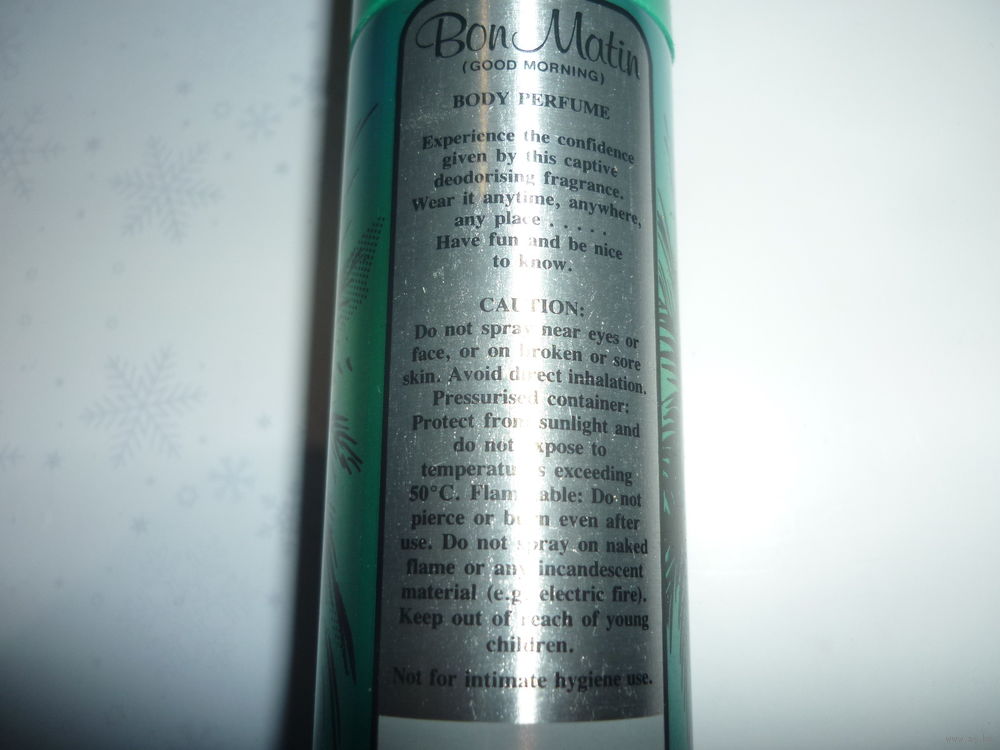 Bon Matin
(GOOD MORNING)
BODY PERFUME
Experience the confidence
given by this captive
deodorising fragrance.
Wear it anytime, anywhere,
any place . . . . .
Have fun and be nice
to know.
CAUTION:
Do not spray near eyes or
face, or on broken or sore
skin. Avoid direct inhalation.
Pressurised container:
Protect from sunlight and
do not expose to
temperatures exceeding
50°C. Flammable: Do not
pierce or burn even after
use. Do not spray on naked
flame or any incandescent
material (e.g. electric fire).
Keep out of reach of young
children.
Not for intimate hygiene use.